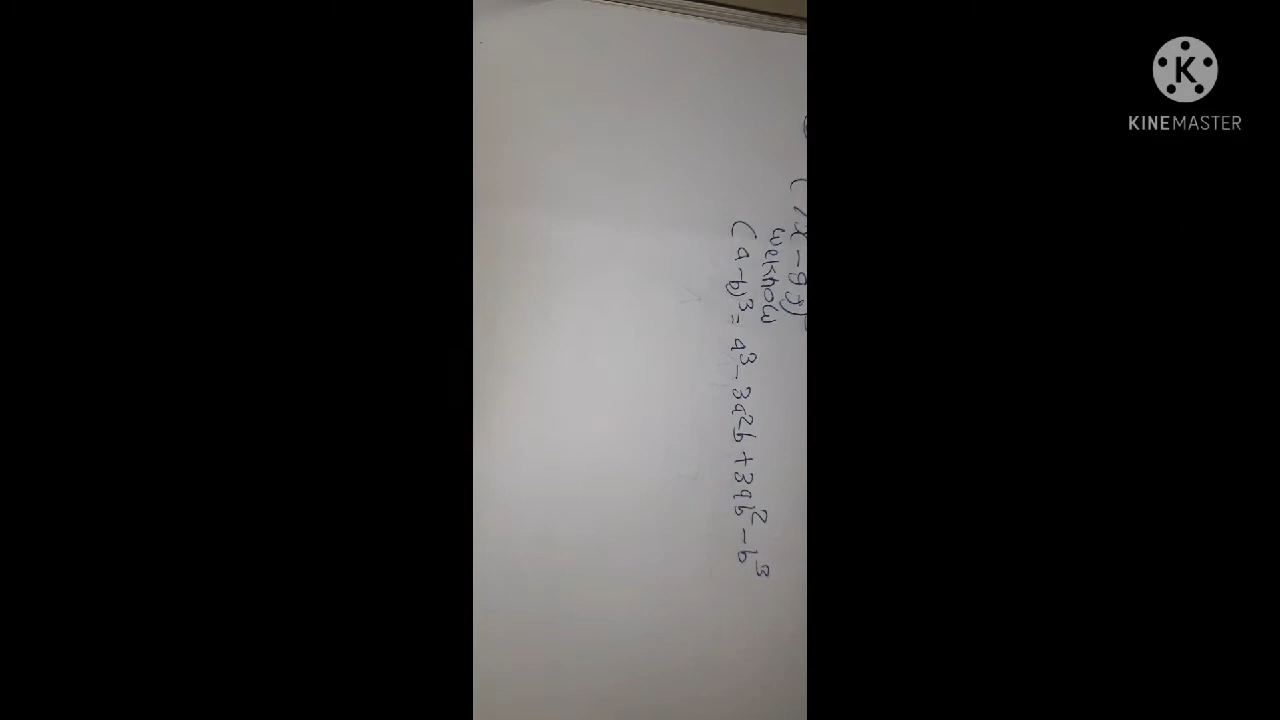 we know
(a-b)³ = a³ - 3a²b + 3ab² - b³
KINEMASTER